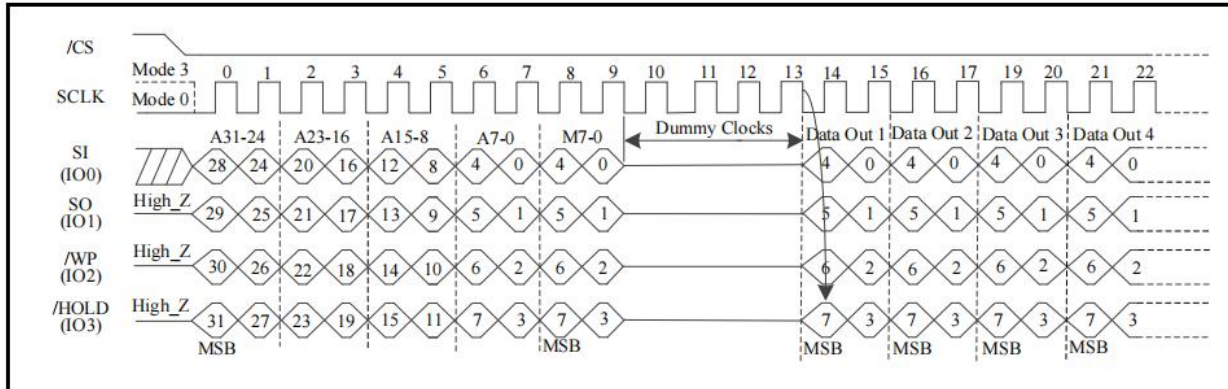 /CS
Mode 3 0 1 2 3 4 5 6 7 8 9 10 11 12 13 14 15 16 17 19 20 21 22
SCLK
Mode 0
A31-24 A23-16 A15-8 A7-0 M7-0 Dummy Clocks Data Out 1 Data Out 2 Data Out 3 Data Out 4
SI
(IO0)
28 24 20 16 12 8 4 0 4 0 4 0 4 0 4 0 4 0
High_Z
SO
(IO1)
29 25 21 17 13 9 5 1 5 1 5 1 5 1 5 1 5 1
High_Z
/WP
(IO2)
30 26 22 18 14 10 6 2 6 2 6 2 6 2 6 2 6 2
High_Z
/HOLD
(IO3)
31 27 23 19 15 11 7 3 7 3 7 3 7 3 7 3 7 3
MSB MSB MSB MSB MSB MSB